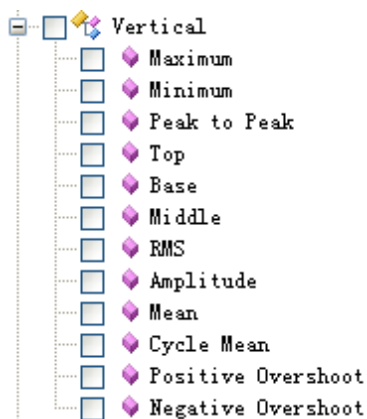 Vertical
Maximum
Minimum
Peak to Peak
Top
Base
Middle
RMS
Amplitude
Mean
Cycle Mean
Positive Overshoot
Negative Overshoot